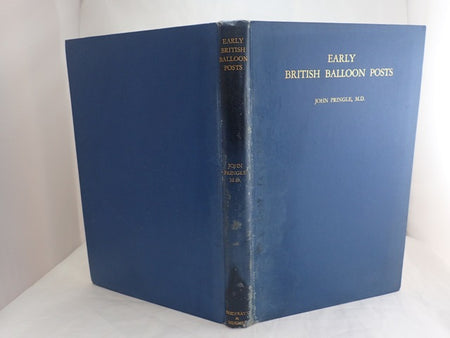 EARLY
BRITISH
BALLOON
POSTS
JOHN
PRINGLE
M.D.
EARLY
BRITISH BALLOON POSTS
JOHN PRINGLE, M.D.